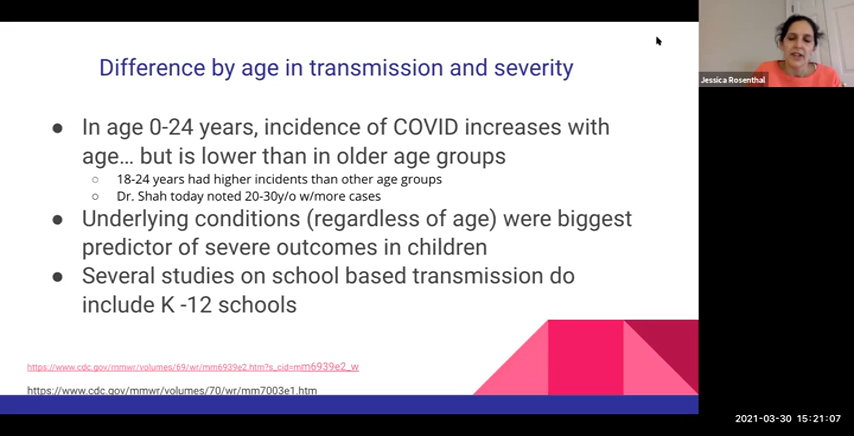 Difference by age in transmission and severity
Jessica Rosenthal
● In age 0-24 years, incidence of COVID increases with
age… but is lower than in older age groups
○ 18-24 years had higher incidents than other age groups
○ Dr. Shah today noted 20-30y/o w/more cases
● Underlying conditions (regardless of age) were biggest
predictor of severe outcomes in children
● Several studies on school based transmission do
include K -12 schools
https://www.cdc.gov/mmwr/volumes/69/wr/mm6939e2.htm?s_cid=mm6939e2_w
https://www.cdc.gov/mmwr/volumes/70/wr/mm7003e1.htm
2021-03-30 15:21:07